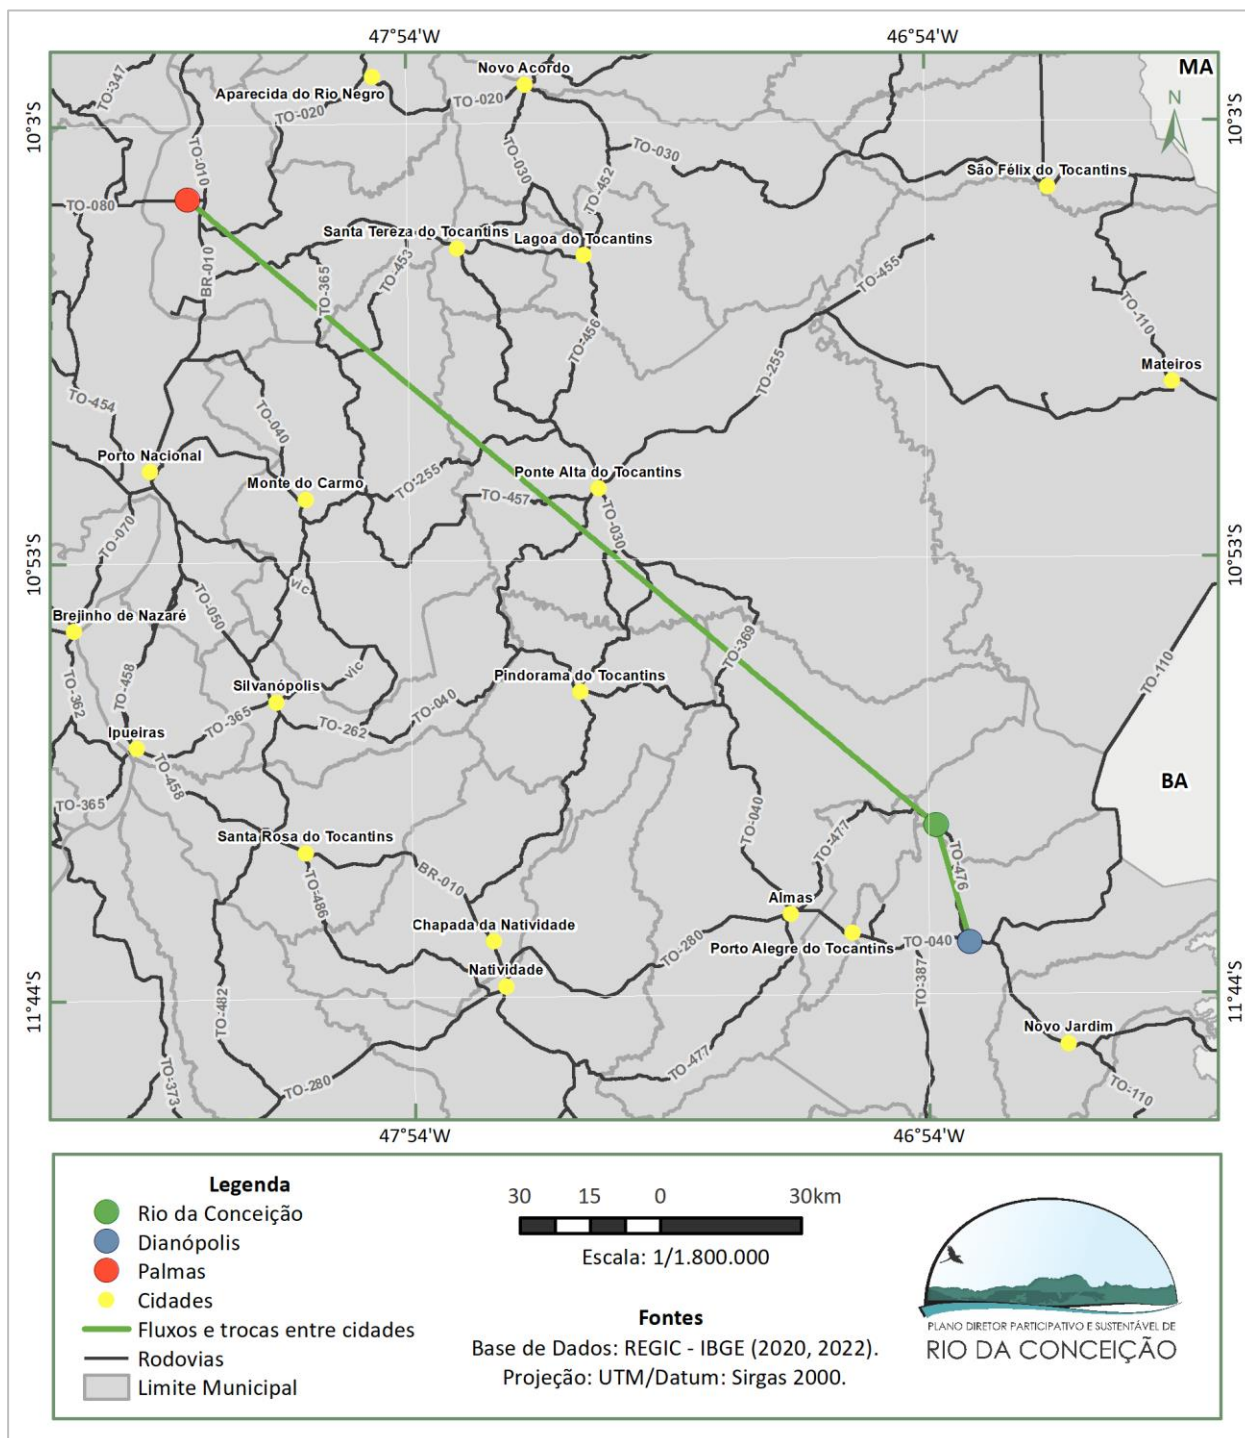 47°54'W
46°54'W
MA
Novo Acordo
Aparecida do Rio Negro
TO-347
TO-020
TO-020
N
10°3'S
10°3'S
TO-010
TO-030
TO-030
TO-452
São Félix do Tocantins
TO-080
Santa Tereza do Tocantins
Lagoa do Tocantins
BR-010
TO-365
TO-453
TO-455
TO-110
TO-456
TO-255
Mateiros
TO-454
TO-040
Porto Nacional
Monte do Carmo
TO-255
Ponte Alta do Tocantins
TO-457
TO-030
TO-070
10°53'S
10°53'S
vic
TO-050
Brejinho de Nazaré
TO-369
TO-110
TO-458
TO-362
vic
Silvanópolis
Pindorama do Tocantins
TO-040
TO-365
TO-262
Ipueiras
TO-458
BA
TO-365
TO-040
TO-477
Santa Rosa do Tocantins
TO-476
BR-010
TO-486
Almas
Chapada da Natividade
Porto Alegre do Tocantins
TO-040
TO-280
Natividade
TO-387
11°44'S
11°44'S
TO-482
Novo Jardim
TO-477
TO-373
TO-280
TO-110
47°54'W
46°54'W
Legenda
Rio da Conceição
Dianópolis
Palmas
Cidades
Fluxos e trocas entre cidades
Rodovias
Limite Municipal
30 15 0 30km
Escala: 1/1.800.000
Fontes
Base de Dados: REGIC - IBGE (2020, 2022).
Projeção: UTM/Datum: Sirgas 2000.
PLANO DIRETOR PARTICIPATIVO E SUSTENTÁVEL DE
RIO DA CONCEIÇÃO